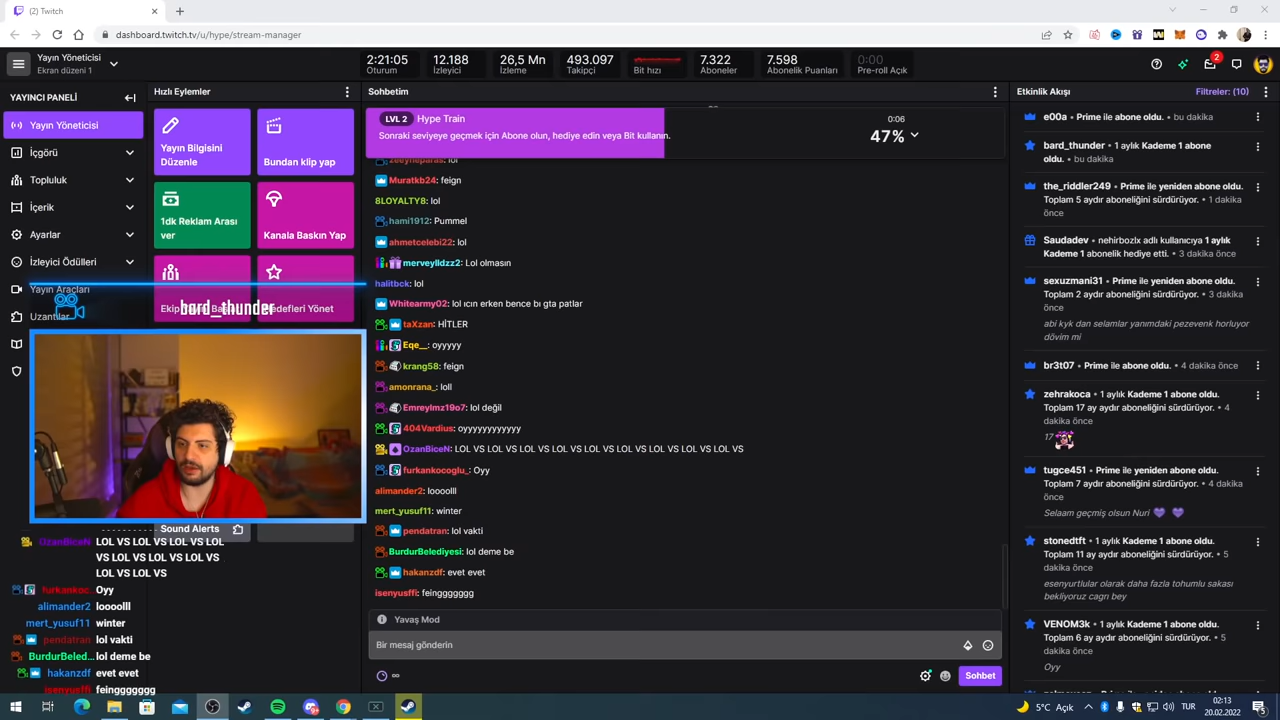 (2) Twitch
dashboard.twitch.tv/u/hype/stream-manager
Yayın Yöneticisi
Ekran düzeni 1
2:21:05
Oturum
12.188
İzleyici
26,5 Mn
İzleme
493.097
Takipçi
Bit hızı
7.322
Aboneler
7.598
Abonelik Puanları
0:00
Pre-roll Açık
2
YAYINCI PANELİ
Yayın Yöneticisi
İçgörü
Topluluk
İçerik
Ayarlar
İzleyici Ödülleri
Yayın Araçları
Uzantılar
Hızlı Eylemler
Yayın Bilgisini
Düzenle
Bundan klip yap
1dk Reklam Arası
ver
Kanala Baskın Yap
bard_thunder
Sound Alerts
OzanBiceN LOL VS LOL VS LOL VS LOL
VS LOL VS LOL VS LOL VS
LOL VS LOL VS
furkankoc... Oyy
alimander2 loooolll
mert_yusuf11 winter
pendatran lol vakti
BurdurBeled... lol deme be
hakanzdf evet evet
isenyusffi feinggggggg
Sohbetim
LVL 2 Hype Train
Sonraki seviyeye geçmek için Abone olun, hediye edin veya Bit kullanın.
0:06
47%
zeeyneparas: lol
Muratkb24: feign
8LOYALTY8: lol
hami1912: Pummel
ahmetcelebi22: lol
merveylldzz2: Lol olmasın
halitbck: lol
Whitearmy02: lol ıcın erken bence bı gta patlar
taXzan: HİTLER
Eqe__: oyyyyy
krang58: feign
amonrana_: loll
Emreylmz19o7: lol değil
404Vardius: oyyyyyyyyyyy
OzanBiceN: LOL VS LOL VS LOL VS LOL VS LOL VS LOL VS LOL VS LOL VS LOL VS
furkankocoglu_: Oyy
alimander2: loooolll
mert_yusuf11: winter
pendatran: lol vakti
BurdurBelediyesi: lol deme be
hakanzdf: evet evet
isenyusffi: feinggggggg
Yavaş Mod
Bir mesaj gönderin
Sohbet
Etkinlik Akışı
Filtreler: (10)
e00a • Prime ile abone oldu. • bu dakika
bard_thunder • 1 aylık Kademe 1 abone
oldu. • bu dakika
the_riddler249 • Prime ile yeniden abone oldu.
Toplam 5 aydır aboneliğini sürdürüyor. • 1 dakika
önce
Saudadev • nehirbozlx adlı kullanıcıya 1 aylık
Kademe 1 abonelik hediye etti. • 3 dakika önce
sexuzmani31 • Prime ile yeniden abone oldu.
Toplam 2 aydır aboneliğini sürdürüyor. • 3 dakika
önce
abi kyk dan selamlar yanımdaki pezevenk horluyor
dövim mi
br3t07 • Prime ile abone oldu. • 4 dakika önce
zehrakoca • 1 aylık Kademe 1 abone oldu.
Toplam 17 ay aydır aboneliğini sürdürüyor. • 4
dakika önce
17
tugce451 • Prime ile yeniden abone oldu.
Toplam 7 aydır aboneliğini sürdürüyor. • 4 dakika
önce
Selaam geçmiş olsun Nuri
stonedtft • 1 aylık Kademe 1 abone oldu.
Toplam 11 ay aydır aboneliğini sürdürüyor. • 5
dakika önce
esenyurtlular olarak daha fazla tohumlu sakası
bekliyoruz cagrı bey
VENOM3k • 1 aylık Kademe 1 abone oldu.
Toplam 6 ay aydır aboneliğini sürdürüyor. • 5
dakika önce
Oyy
5°C Açık
TUR
02:13
20.02.2022
5